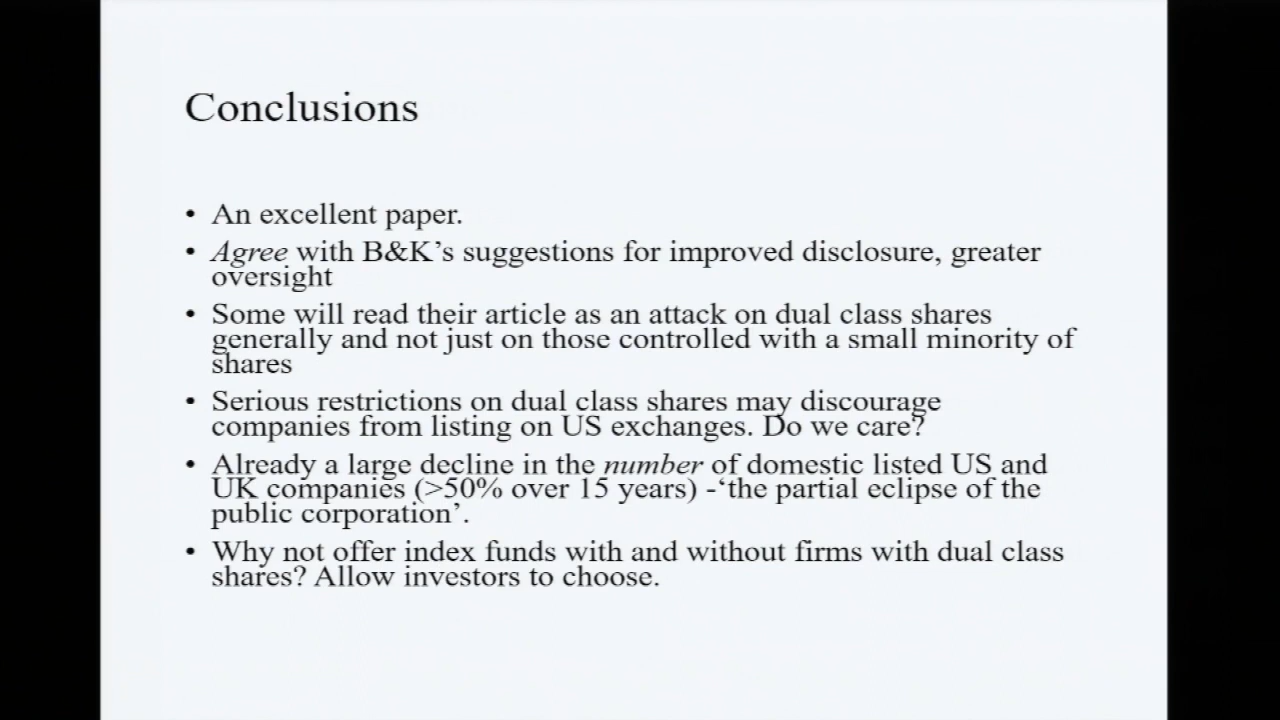 Conclusions
• An excellent paper.
• Agree with B&K’s suggestions for improved disclosure, greater
oversight
• Some will read their article as an attack on dual class shares
generally and not just on those controlled with a small minority of
shares
• Serious restrictions on dual class shares may discourage
companies from listing on US exchanges. Do we care?
• Already a large decline in the number of domestic listed US and
UK companies (>50% over 15 years) -‘the partial eclipse of the
public corporation’.
• Why not offer index funds with and without firms with dual class
shares? Allow investors to choose.